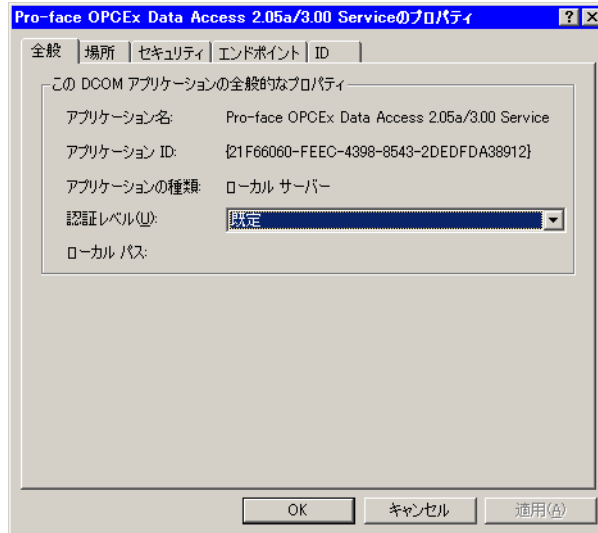 Pro-face OPCEx Data Access 2.05a/3.00 Serviceのプロパティ
全般 場所 セキュリティ エンドポイント ID
この DCOM アプリケーションの全般的なプロパティ
アプリケーション名: Pro-face OPCEx Data Access 2.05a/3.00 Service
アプリケーション ID: {21F66060-FEEC-4398-8543-2DEDFDA38912}
アプリケーションの種類: ローカル サーバー
認証レベル(U): 既定
ローカル パス:
OK キャンセル 適用(A)